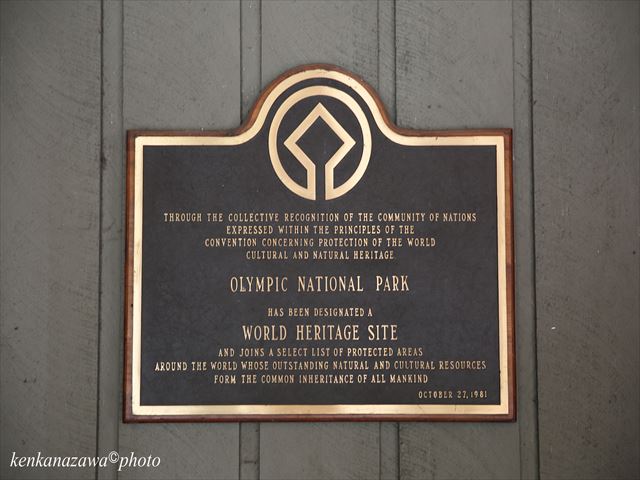 THROUGH THE COLLECTIVE RECOGNITION OF THE COMMUNITY OF NATIONS
EXPRESSED WITHIN THE PRINCIPLES OF THE
CONVENTION CONCERNING PROTECTION OF THE WORLD
CULTURAL AND NATURAL HERITAGE
OLYMPIC NATIONAL PARK
HAS BEEN DESIGNATED A
WORLD HERITAGE SITE
AND JOINS A SELECT LIST OF PROTECTED AREAS
AROUND THE WORLD WHOSE OUTSTANDING NATURAL AND CULTURAL RESOURCES
FORM THE COMMON INHERITANCE OF ALL MANKIND
OCTOBER 27, 1981
kenkanazawa©photo